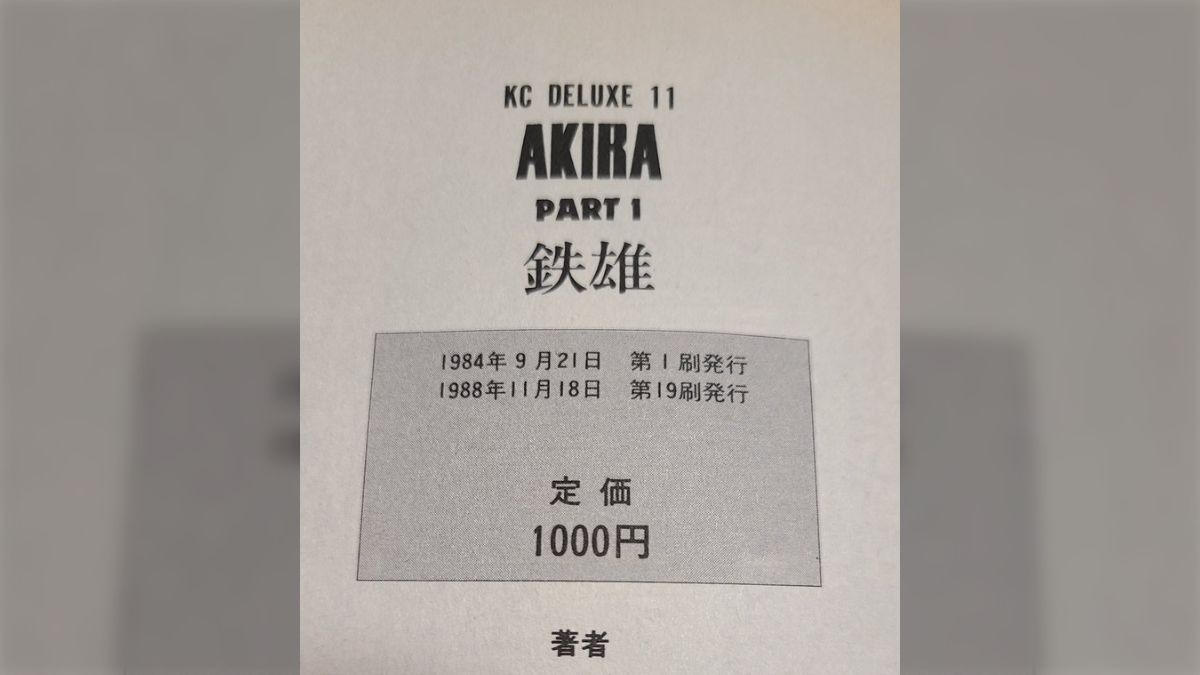 KC DELUXE 11
AKIRA
PART 1
鉄雄
1984年9月21日　第1刷発行
1988年11月18日　第19刷発行
定価
1000円
著者